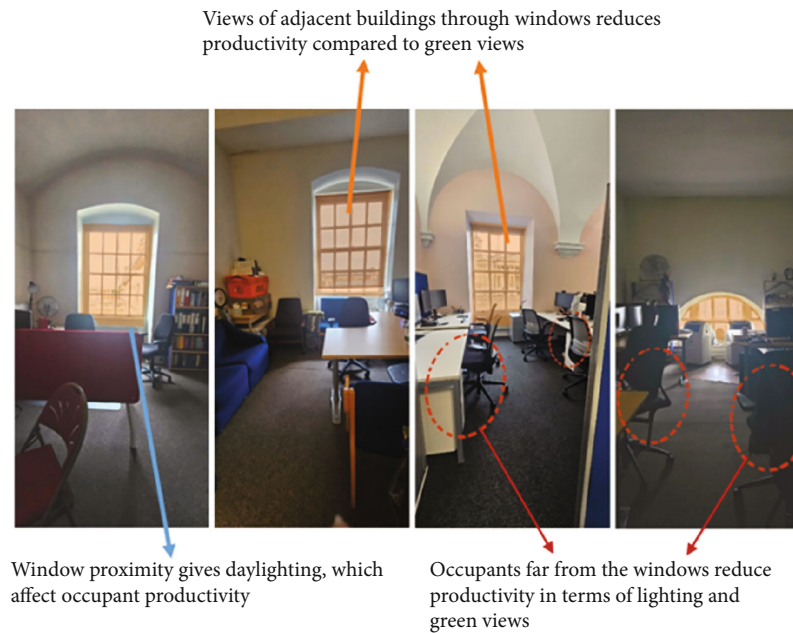 Views of adjacent buildings through windows reduces
productivity compared to green views
Window proximity gives daylighting, which
affect occupant productivity
Occupants far from the windows reduce
productivity in terms of lighting and
green views